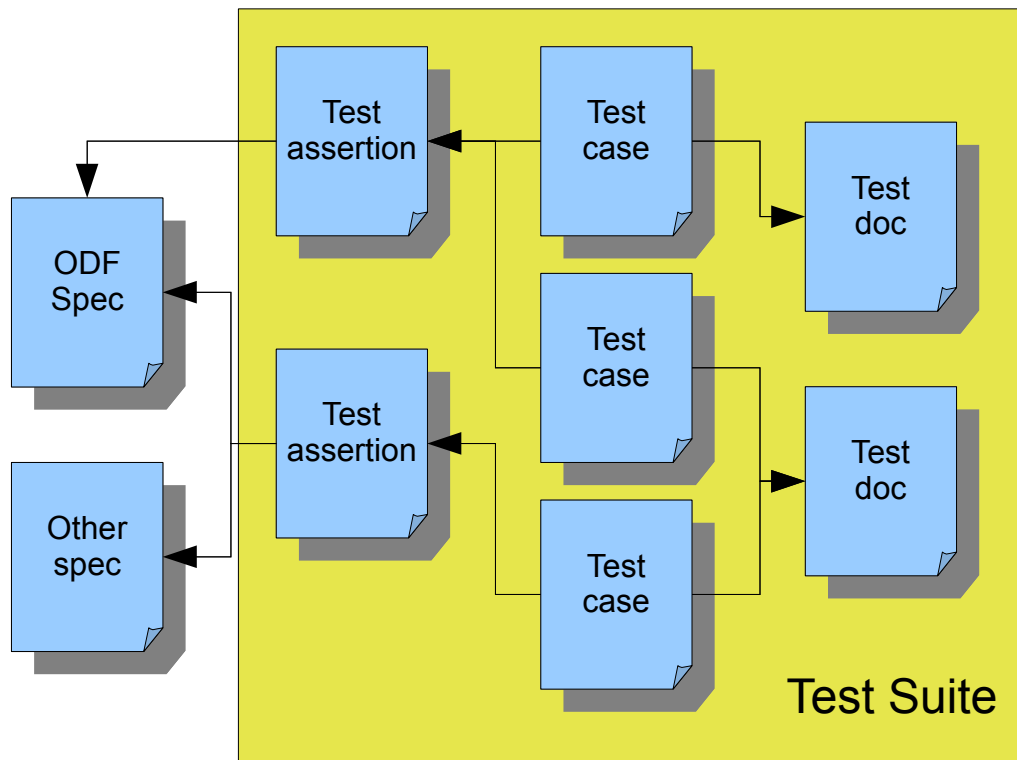 Test
assertion
Test
case
Test
doc
ODF
Spec
Test
case
Test
assertion
Test
doc
Other
spec
Test
case
Test Suite